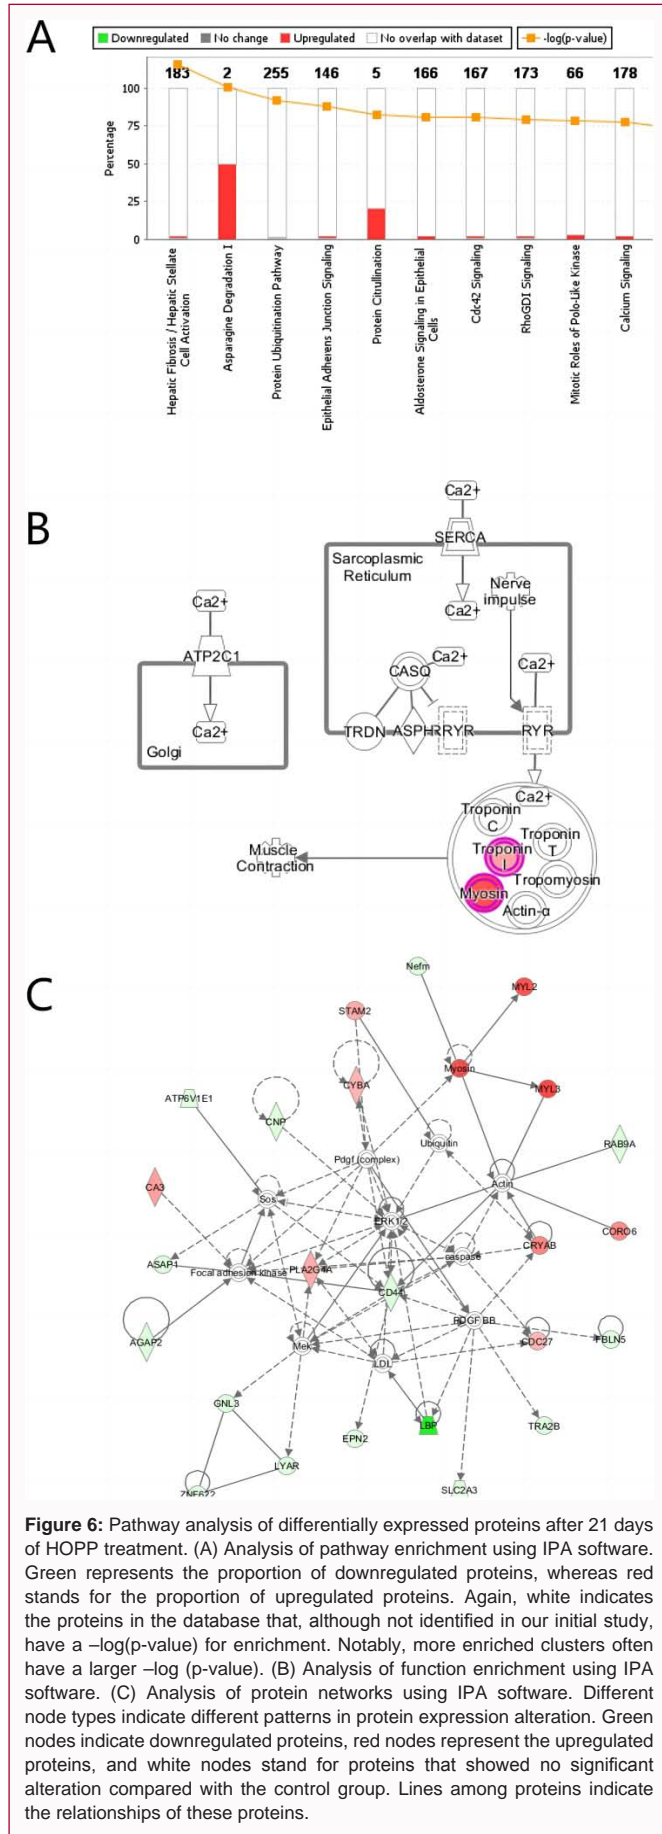 A
Downregulated No change Upregulated No overlap with dataset -log(p-value)
183 2 255 146 5 166 167 173 66 178
100
75
50
25
0
Percentage
Hepatic Fibrosis / Hepatic Stellate
Cell Activation
Asparagine Degradation I
Protein Ubiquitination Pathway
Epithelial Adherens Junction Signaling
Protein Citrullination
Aldosterone Signaling in Epithelial
Cells
Cdc42 Signaling
RhoGDI Signaling
Mitotic Roles of Polo-Like Kinase
Calcium Signaling
B
Ca2+
SERCA
Sarcoplasmic
Reticulum
Nerve
impulse
Ca2+
Ca2+
ATP2C1
Ca2+
Golgi
CASQ
Ca2+
Ca2+
TRDN
ASPH
RRYR
RYR
Ca2+
Troponin
C
Troponin
T
Troponin
I
Tropomyosin
Myosin
Actin-α
Muscle
Contraction
C
Nefm
MYL2
STAM2
Myosin
CYBA
MYL3
ATP6V1E1
CNP
Ubiquitin
RAB9A
Pdgf (complex)
Actin
CA3
Sos
ERK1/2
CORO6
CRYAB
caspase
ASAP1
Focal adhesion kinase
PLA2G4A
CD44
PDGF BB
AGAP2
Mek
CDC27
FBLN5
LDL
GNL3
LBP
TRA2B
EPN2
LYAR
SLC2A3
ZNF622
Figure 6: Pathway analysis of differentially expressed proteins after 21 days
of HOPP treatment. (A) Analysis of pathway enrichment using IPA software.
Green represents the proportion of downregulated proteins, whereas red
stands for the proportion of upregulated proteins. Again, white indicates
the proteins in the database that, although not identified in our initial study,
have a –log(p-value) for enrichment. Notably, more enriched clusters often
have a larger –log (p-value). (B) Analysis of function enrichment using IPA
software. (C) Analysis of protein networks using IPA software. Different
node types indicate different patterns in protein expression alteration. Green
nodes indicate downregulated proteins, red nodes represent the upregulated
proteins, and white nodes stand for proteins that showed no significant
alteration compared with the control group. Lines among proteins indicate
the relationships of these proteins.